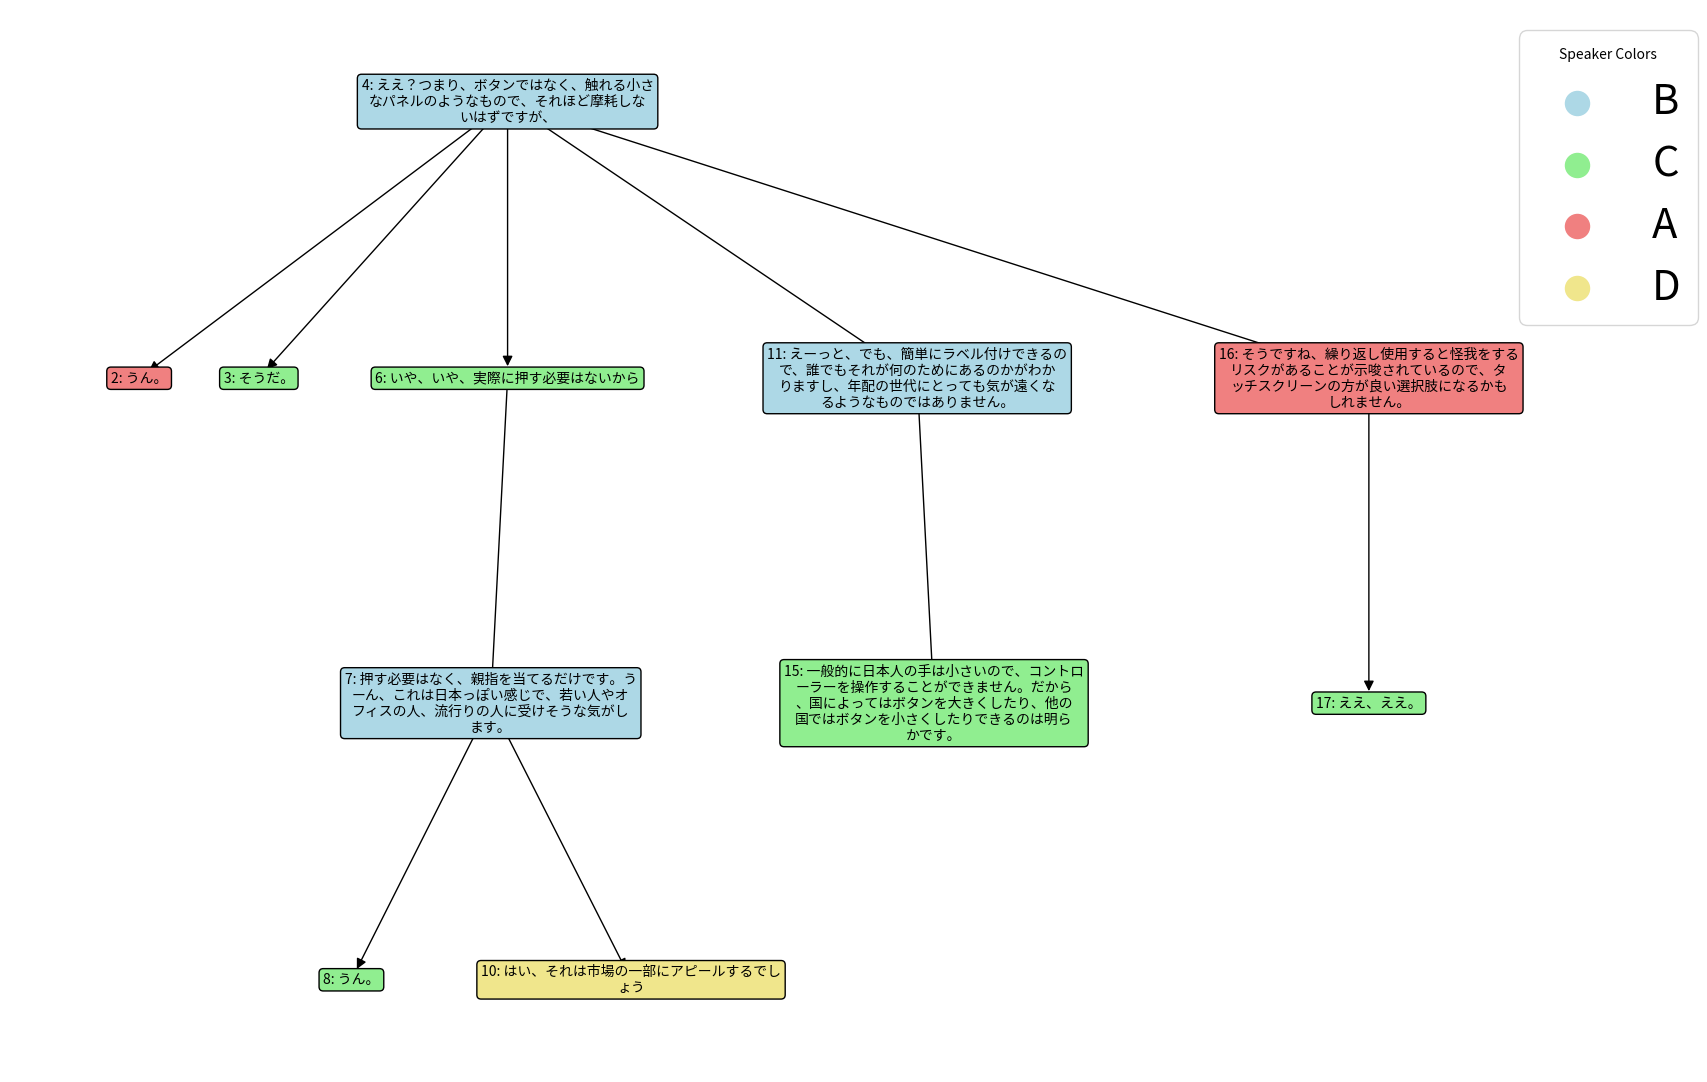 Speaker Colors
B
C
A
D
4: ええ？つまり、ボタンではなく、触れる小さ
なパネルのようなもので、それほど摩耗しな
いはずですが、
2: うん。
3: そうだ。
6: いや、いや、実際に押す必要はないから
11: えーっと、でも、簡単にラベル付けできるの
で、誰でもそれが何のためにあるのかがわか
りますし、年配の世代にとっても気が遠くな
るようなものではありません。
16: そうですね、繰り返し使用すると怪我をする
リスクがあることが示唆されているので、タ
ッチスクリーンの方が良い選択肢になるかも
しれません。
7: 押す必要はなく、親指を当てるだけです。う
ーん、これは日本っぽい感じで、若い人やオ
フィスの人、流行りの人に受けそうな気がし
ます。
15: 一般的に日本人の手は小さいので、コントロ
ーラーを操作することができません。だから
、国によってはボタンを大きくしたり、他の
国ではボタンを小さくしたりできるのは明ら
かです。
17: ええ、ええ。
8: うん。
10: はい、それは市場の一部にアピールするでし
ょう